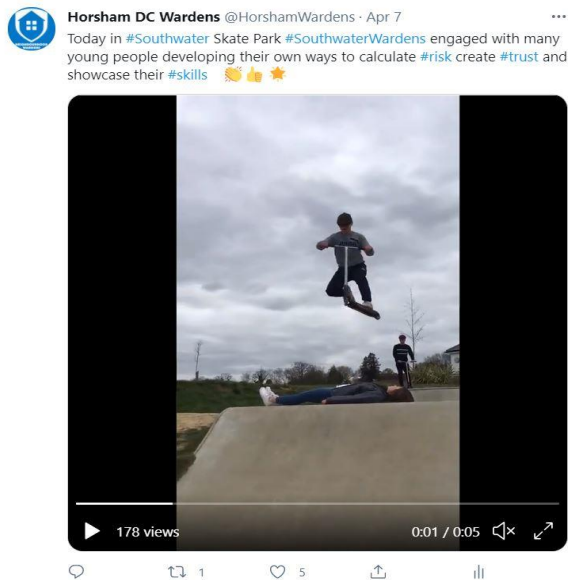 Horsham DC Wardens @HorshamWardens · Apr 7
Today in #Southwater Skate Park #SouthwaterWardens engaged with many
young people developing their own ways to calculate #risk create #trust and
showcase their #skills 👏👍🌟
178 views
0:01 / 0:05
1
5